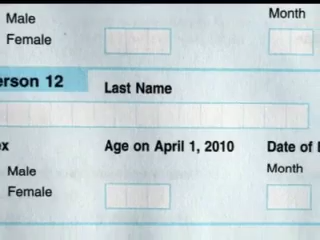 Male
Month
Female
erson 12
Last Name
ex
Age on April 1, 2010
Date of
Male
Month
Female